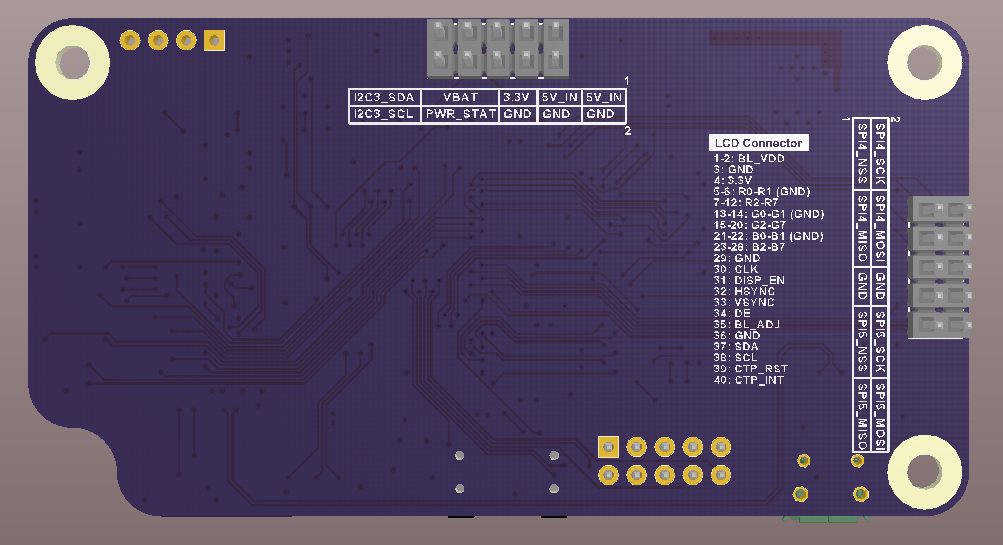 1
I2C3_SDA VBAT 3.3V 5V_IN 5V_IN
I2C3_SCL PWR_STAT GND GND GND
2
LCD Connector
1-2: BL_VDD
3: GND
4: 3.3V
5-6: R0-R1 (GND)
7-12: R2-R7
13-14: G0-G1 (GND)
15-20: G2-G7
21-22: B0-B1 (GND)
23-28: B2-B7
29: GND
30: CLK
31: DISP_EN
32: HSYNC
33: VSYNC
34: DE
35: BL_ADJ
36: GND
37: SDA
38: SCL
39: CTP_RST
40: CTP_INT
1 2
SPI4_NSS SPI4_SCK
SPI4_MISO SPI4_MOSI
GND GND
SPI5_NSS SPI5_SCK
SPI5_MISO SPI5_MOSI